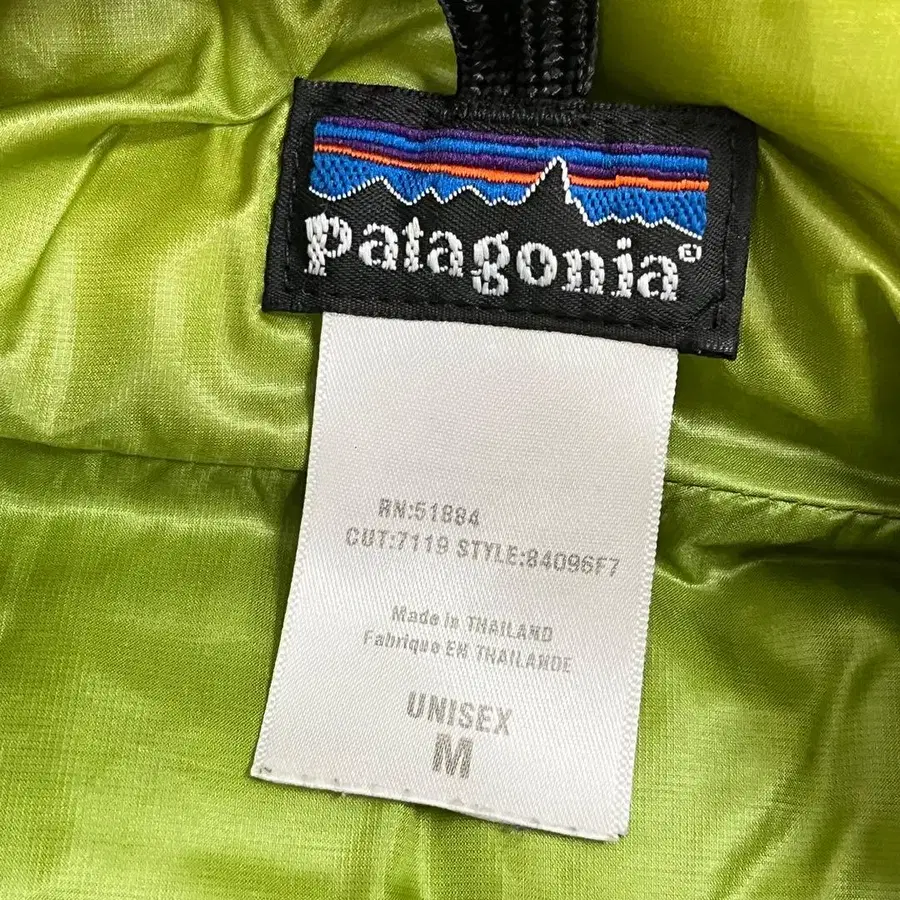 patagonia®
RN:51884
CUT:7119 STYLE:84096F7
Made in THAILAND
Fabrique EN THAILANDE
UNISEX
M